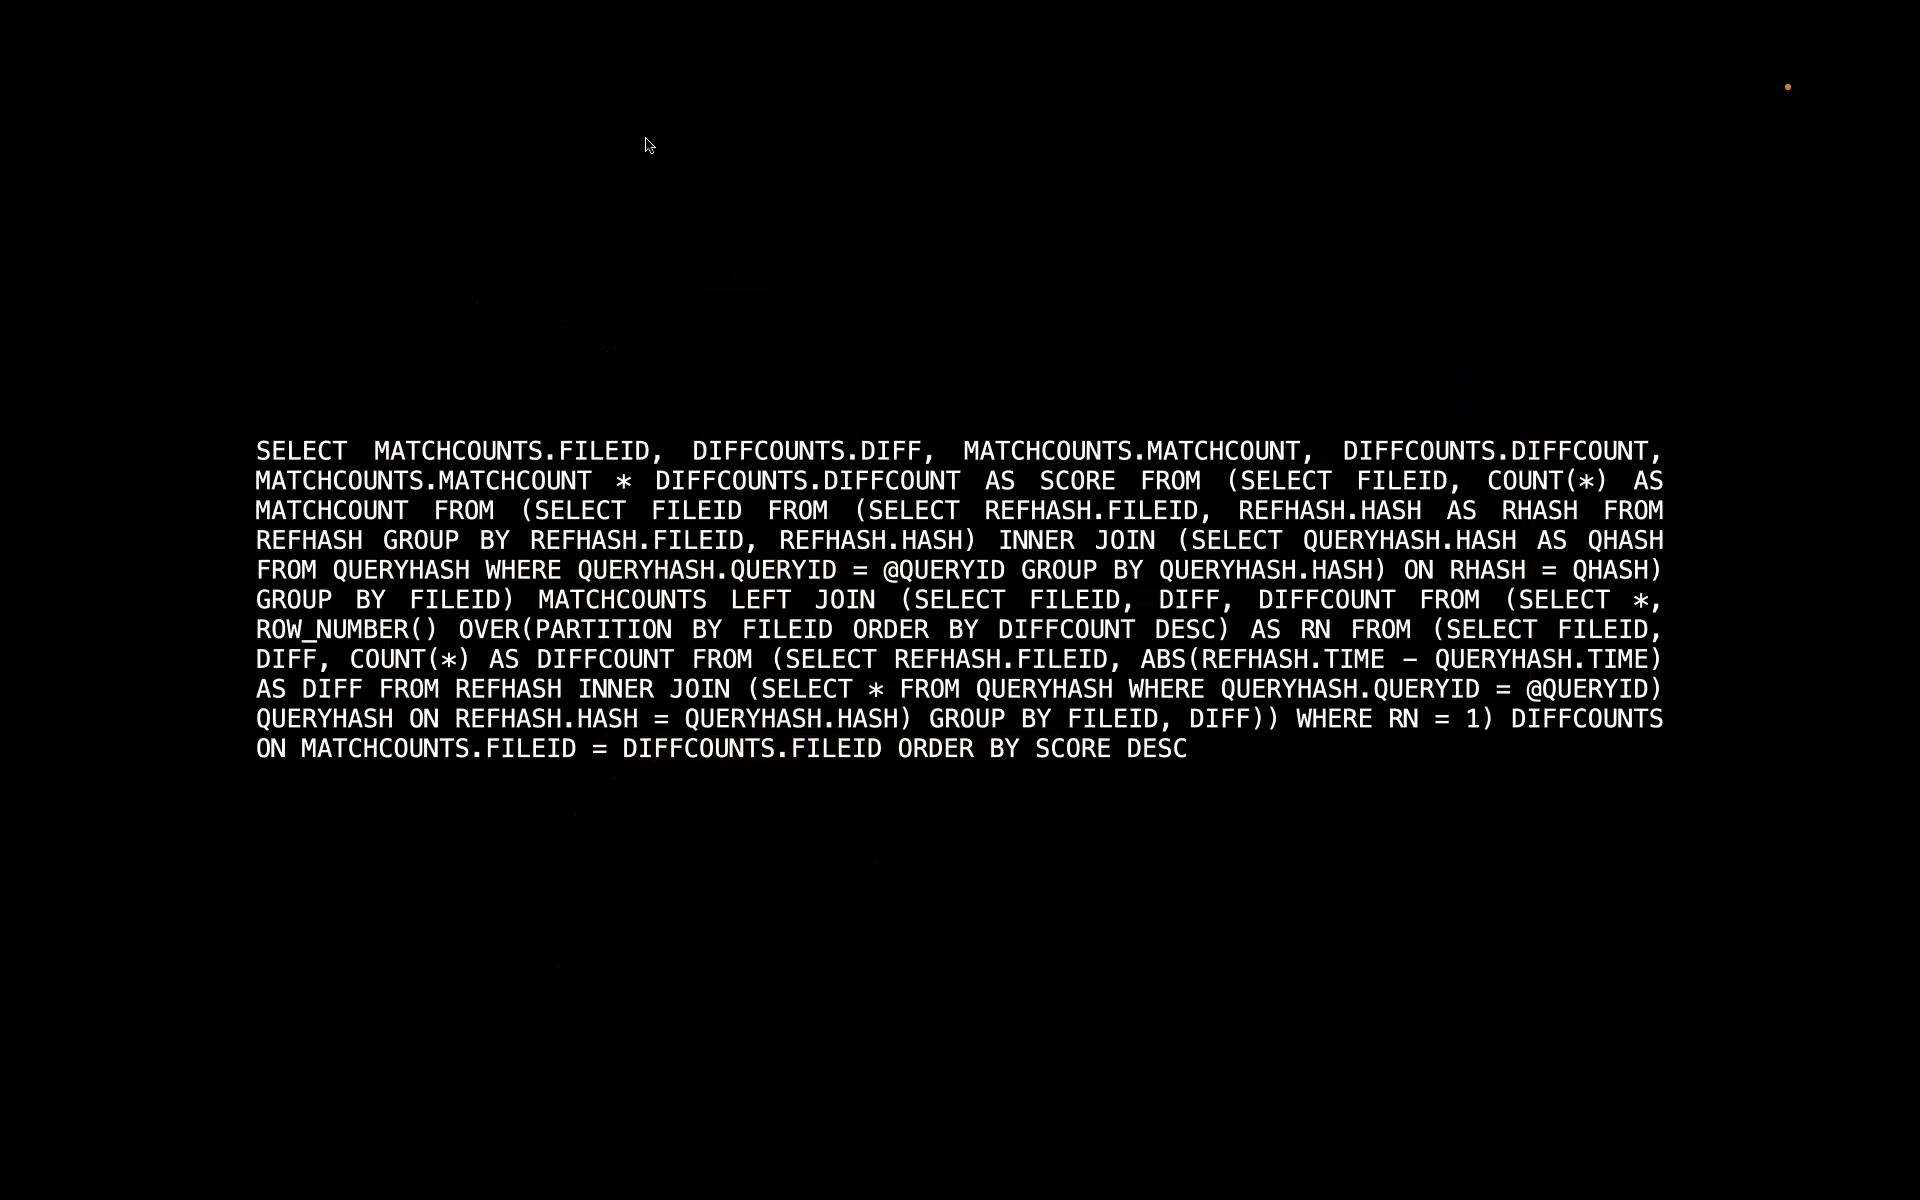 SELECT MATCHCOUNTS.FILEID, DIFFCOUNTS.DIFF, MATCHCOUNTS.MATCHCOUNT, DIFFCOUNTS.DIFFCOUNT,
MATCHCOUNTS.MATCHCOUNT * DIFFCOUNTS.DIFFCOUNT AS SCORE FROM (SELECT FILEID, COUNT(*) AS
MATCHCOUNT FROM (SELECT FILEID FROM (SELECT REFHASH.FILEID, REFHASH.HASH AS RHASH FROM
REFHASH GROUP BY REFHASH.FILEID, REFHASH.HASH) INNER JOIN (SELECT QUERYHASH.HASH AS QHASH
FROM QUERYHASH WHERE QUERYHASH.QUERYID = @QUERYID GROUP BY QUERYHASH.HASH) ON RHASH = QHASH)
GROUP BY FILEID) MATCHCOUNTS LEFT JOIN (SELECT FILEID, DIFF, DIFFCOUNT FROM (SELECT *,
ROW_NUMBER() OVER(PARTITION BY FILEID ORDER BY DIFFCOUNT DESC) AS RN FROM (SELECT FILEID,
DIFF, COUNT(*) AS DIFFCOUNT FROM (SELECT REFHASH.FILEID, ABS(REFHASH.TIME − QUERYHASH.TIME)
AS DIFF FROM REFHASH INNER JOIN (SELECT * FROM QUERYHASH WHERE QUERYHASH.QUERYID = @QUERYID)
QUERYHASH ON REFHASH.HASH = QUERYHASH.HASH) GROUP BY FILEID, DIFF)) WHERE RN = 1) DIFFCOUNTS
ON MATCHCOUNTS.FILEID = DIFFCOUNTS.FILEID ORDER BY SCORE DESC